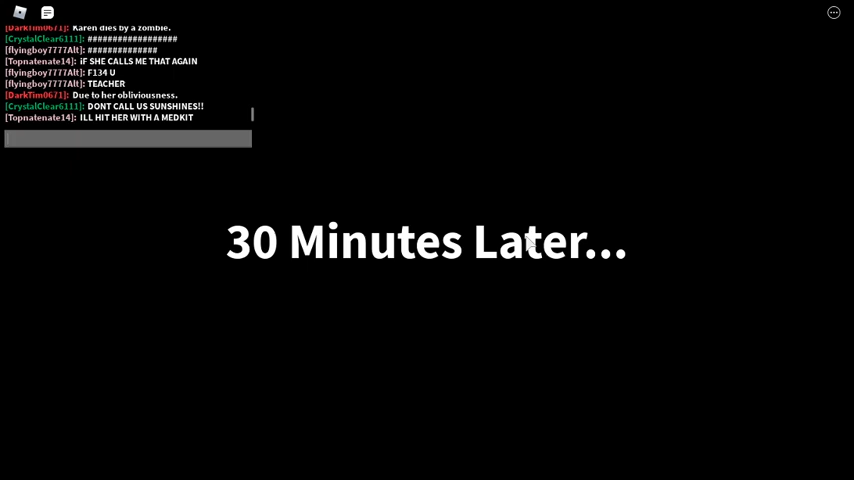 [DarkTim0671]: Karen dies by a zombie.
[CrystalClear6111]: ##################
[flyingboy7777Alt]: ##############
[Topnatenate14]: iF SHE CALLS ME THAT AGAIN
[flyingboy7777Alt]: F134 U
[flyingboy7777Alt]: TEACHER
[DarkTim0671]: Due to her obliviousness.
[CrystalClear6111]: DONT CALL US SUNSHINES!!
[Topnatenate14]: ILL HIT HER WITH A MEDKIT
30 Minutes Later...